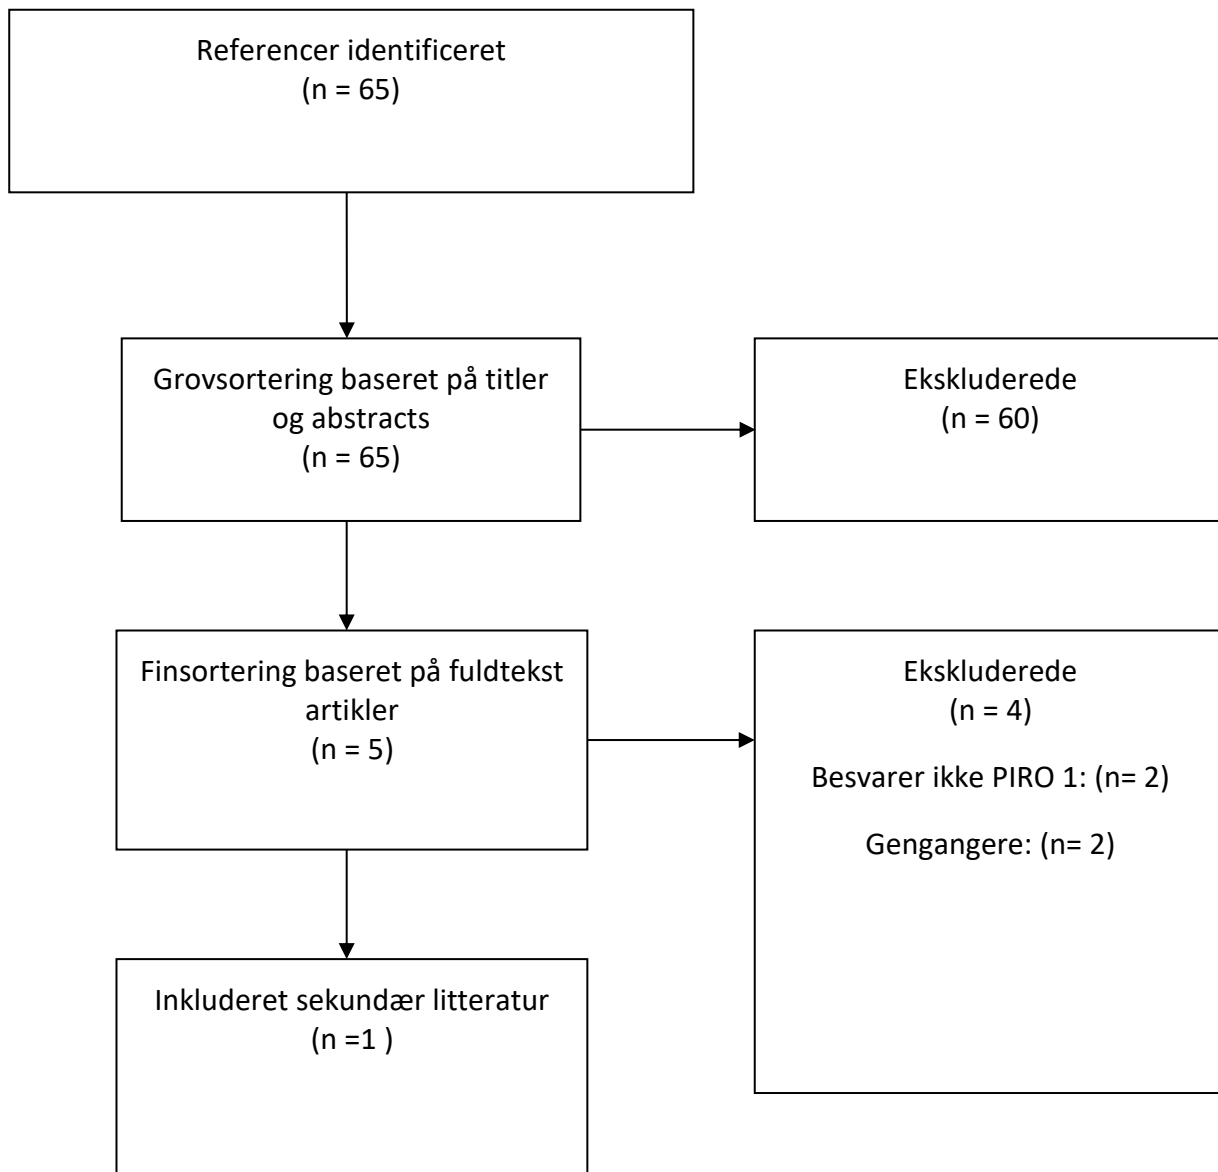 Referencer identificeret
(n = 65)
Grovsortering baseret på titler
og abstracts
(n = 65)
Ekskluderede
(n = 60)
Finsortering baseret på fuldtekst
artikler
(n = 5)
Ekskluderede
(n = 4)
Besvarer ikke PIRO 1: (n= 2)
Gengangere: (n= 2)
Inkluderet sekundær litteratur
(n =1 )